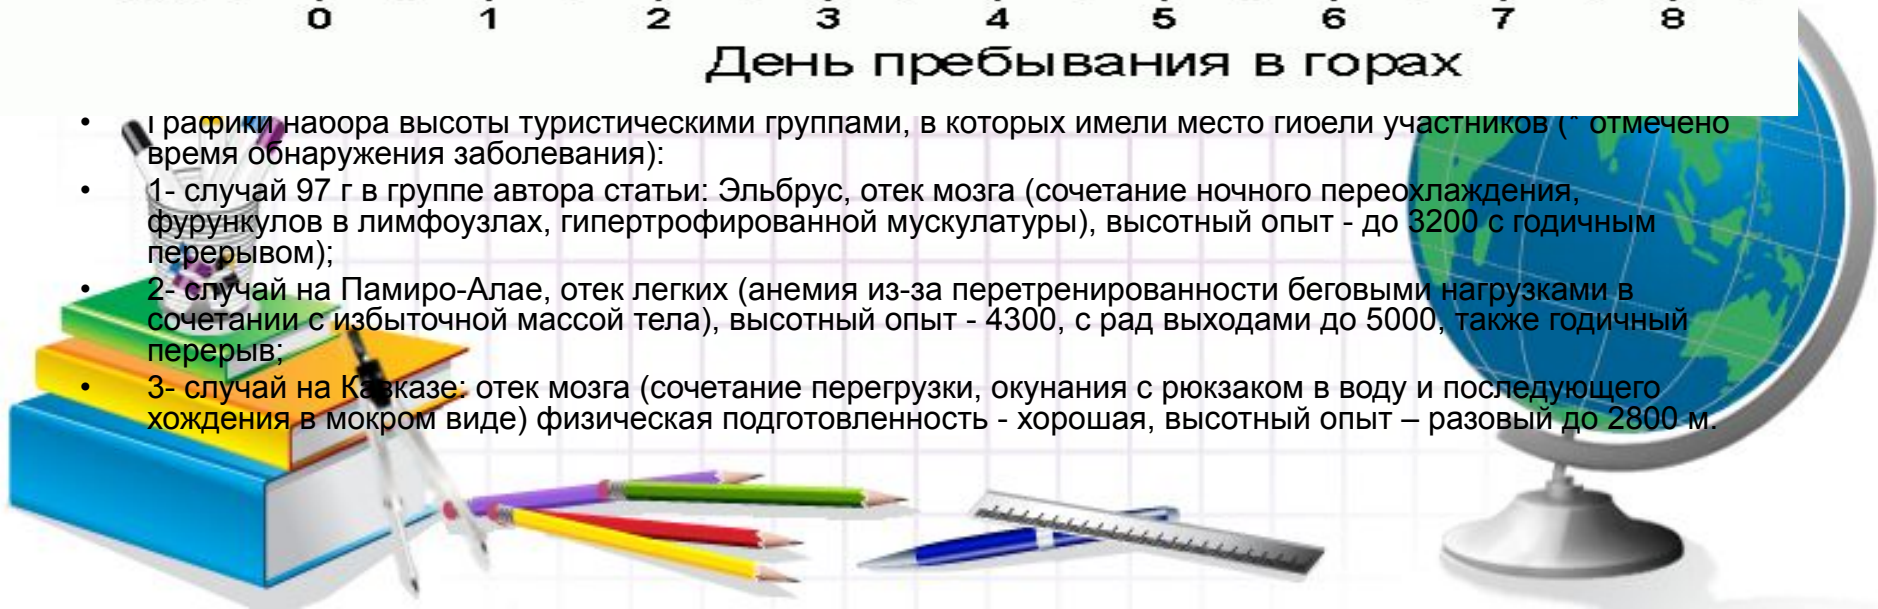 0 1 2 3 4 5 6 7 8
День пребывания в горах
• Графики набора высоты туристическими группами, в которых имели место гибели участников (* отмечено
время обнаружения заболевания):
• 1- случай 97 г в группе автора статьи: Эльбрус, отек мозга (сочетание ночного переохлаждения,
фурункулов в лимфоузлах, гипертрофированной мускулатуры), высотный опыт - до 3200 с годичным
перерывом);
• 2- случай на Памиро-Алае, отек легких (анемия из-за перетренированности беговыми нагрузками в
сочетании с избыточной массой тела), высотный опыт - 4300, с рад выходами до 5000, также годичный
перерыв;
• 3- случай на Кавказе: отек мозга (сочетание перегрузки, окунания с рюкзаком в воду и последующего
хождения в мокром виде) физическая подготовленность - хорошая, высотный опыт – разовый до 2800 м.